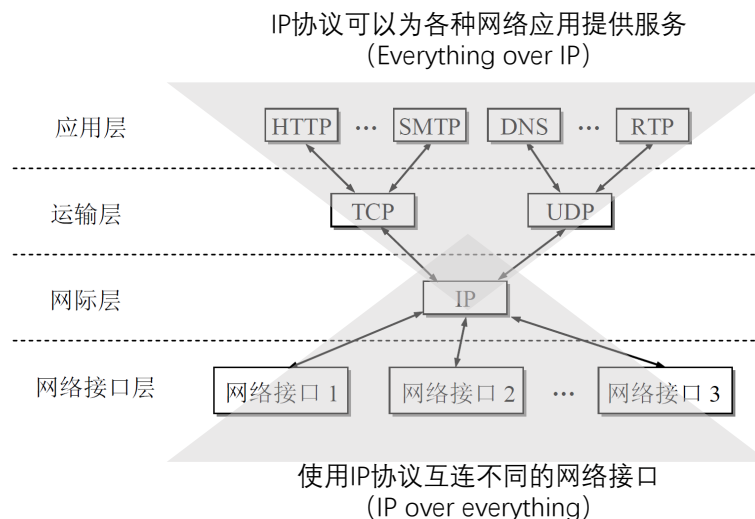 IP协议可以为各种网络应用提供服务
（Everything over IP）
应用层 HTTP … SMTP DNS … RTP
运输层 TCP UDP
网际层 IP
网络接口层 网络接口 1 网络接口 2 … 网络接口 3
使用IP协议互连不同的网络接口
（IP over everything）